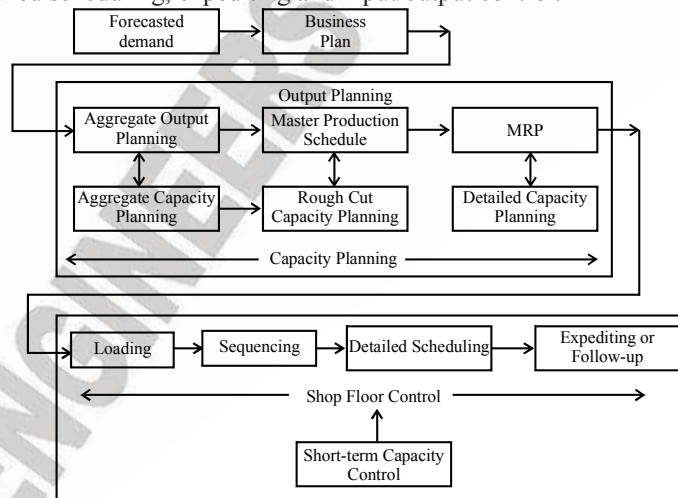 Forecasted
demand
Business
Plan
Output Planning
Aggregate Output
Planning
Master Production
Schedule
MRP
Aggregate Capacity
Planning
Rough Cut
Capacity Planning
Detailed Capacity
Planning
Capacity Planning
Loading
Sequencing
Detailed Scheduling
Expediting or
Follow-up
Shop Floor Control
Short-term Capacity
Control
ENGINEERS